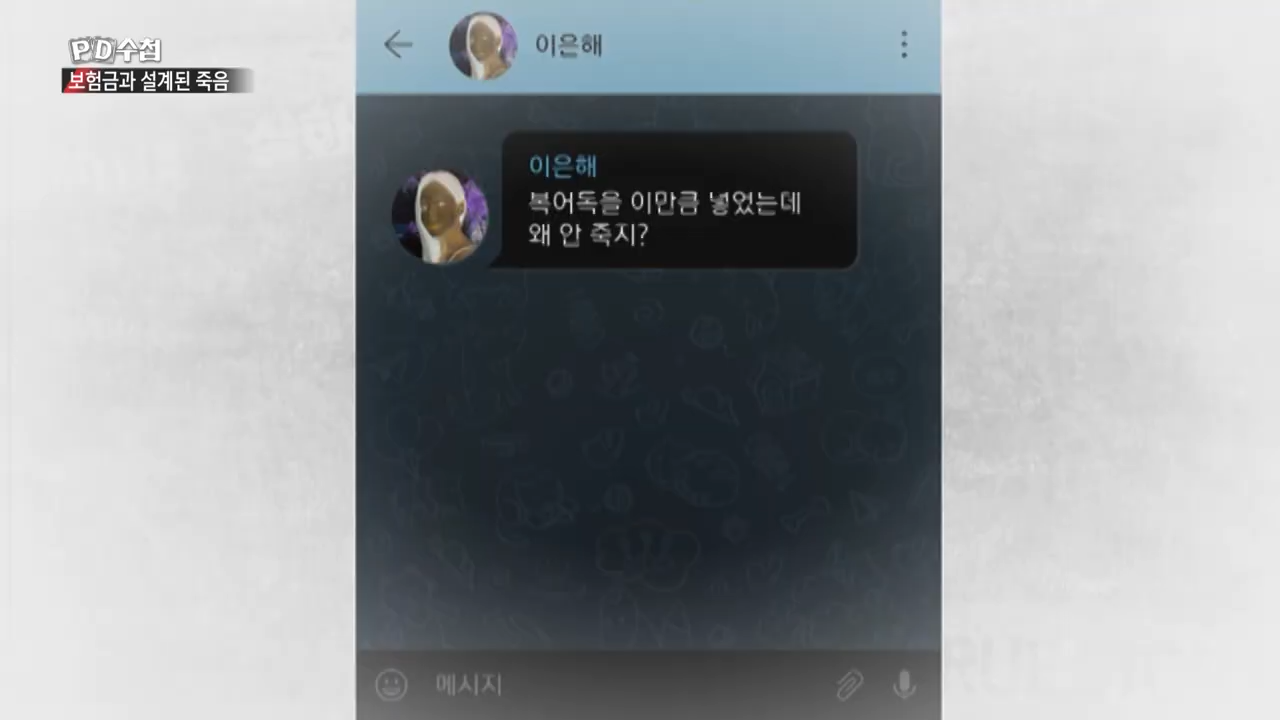 PD수첩
보험금과 설계된 죽음
이은해
이은해
복어독을 이만큼 넣었는데
왜 안 죽지?
메시지